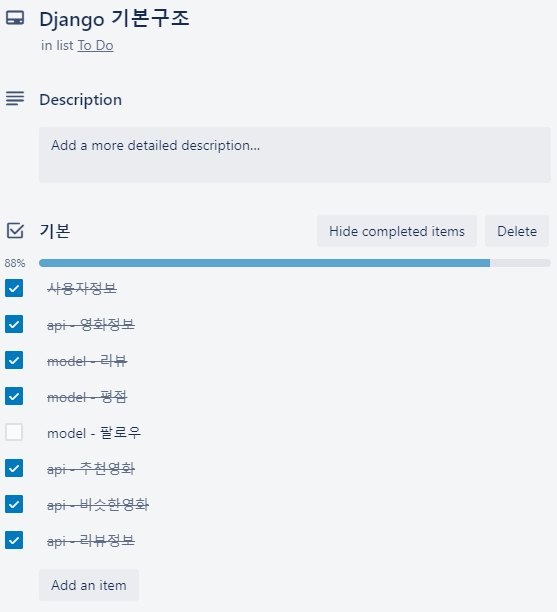 Django 기본구조
in list To Do
Description
Add a more detailed description...
기본
Hide completed items
Delete
88%
사용자정보
api - 영화정보
model - 리뷰
model - 평점
model - 팔로우
api - 추천영화
api - 비슷한영화
api - 리뷰정보
Add an item